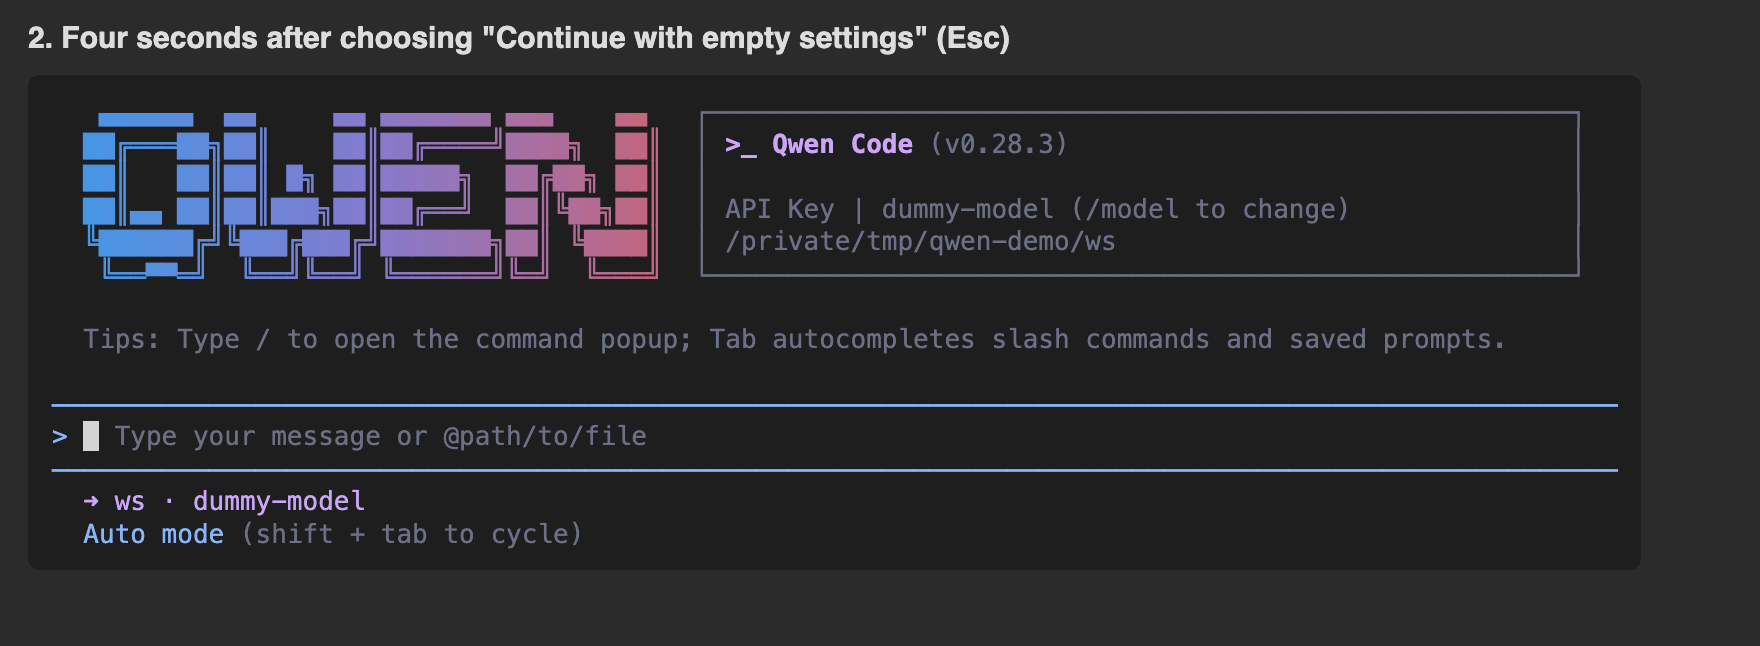 2. Four seconds after choosing "Continue with empty settings" (Esc)
QWEN
>_ Qwen Code (v0.28.3)
API Key | dummy-model (/model to change)
/private/tmp/qwen-demo/ws
Tips: Type / to open the command popup; Tab autocompletes slash commands and saved prompts.
> Type your message or @path/to/file
➜ ws · dummy-model
Auto mode (shift + tab to cycle)